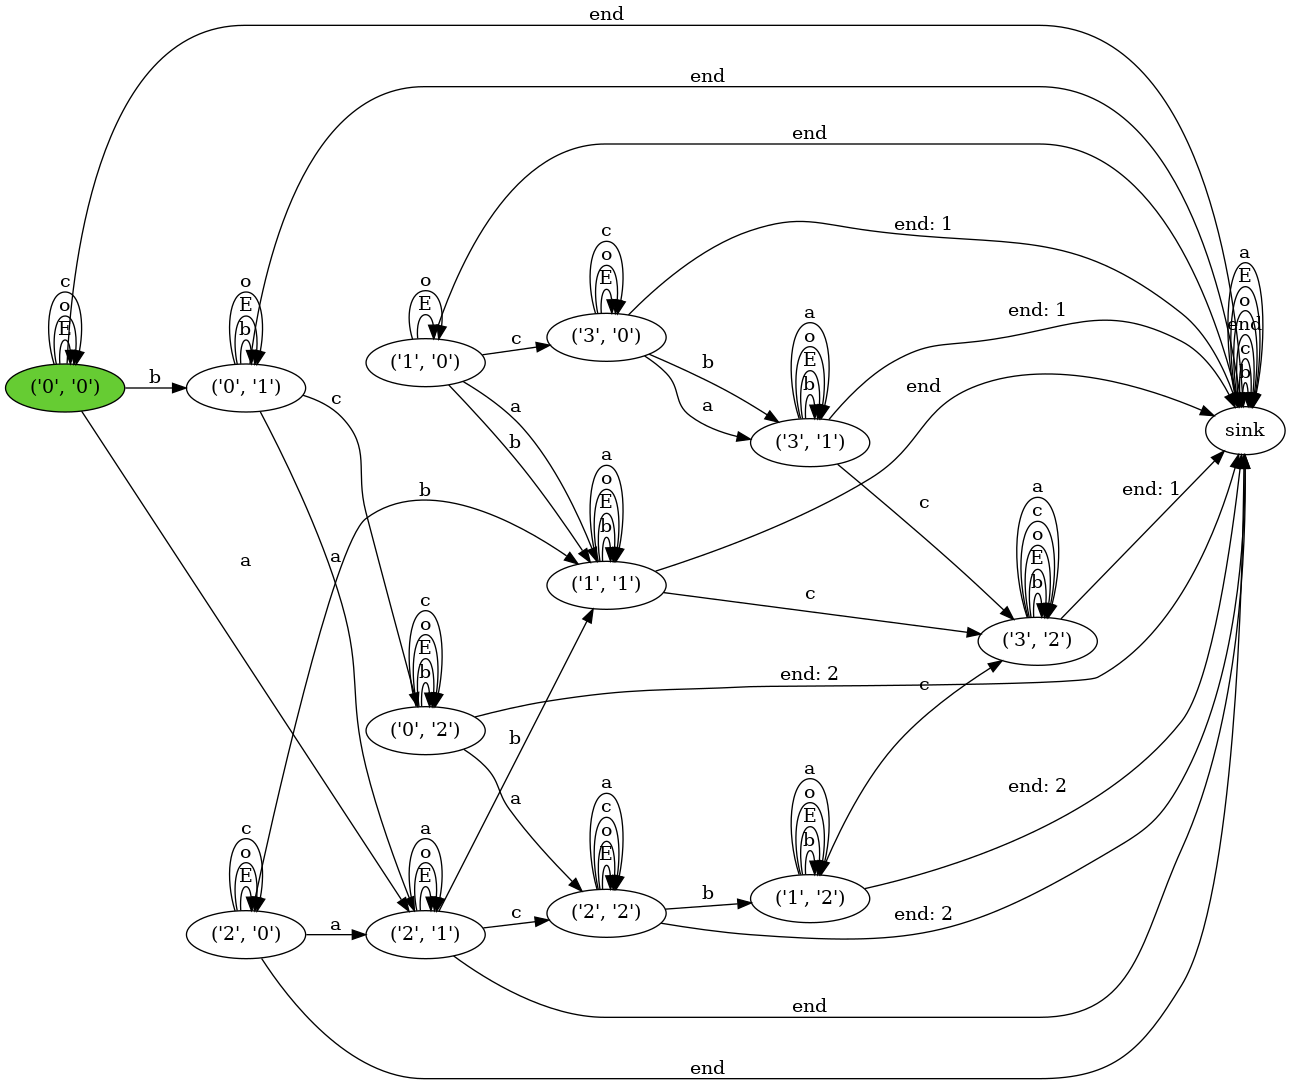 end
end
end
c
o
E
('0', '0')
b
o
E
b
('0', '1')
o
E
('1', '0')
c
c
o
E
('3', '0')
end: 1
a
E
o
end
c
b
sink
b
a
a
o
E
b
('3', '1')
end: 1
end
c
a
b
b
a
o
E
b
('1', '1')
c
a
c
o
E
b
('3', '2')
end: 1
a
a
c
c
o
E
b
('0', '2')
end: 2
c
b
a
a
c
o
E
('2', '2')
b
a
o
E
b
('1', '2')
end: 2
end: 2
c
o
E
('2', '0')
a
a
o
E
('2', '1')
c
end
end